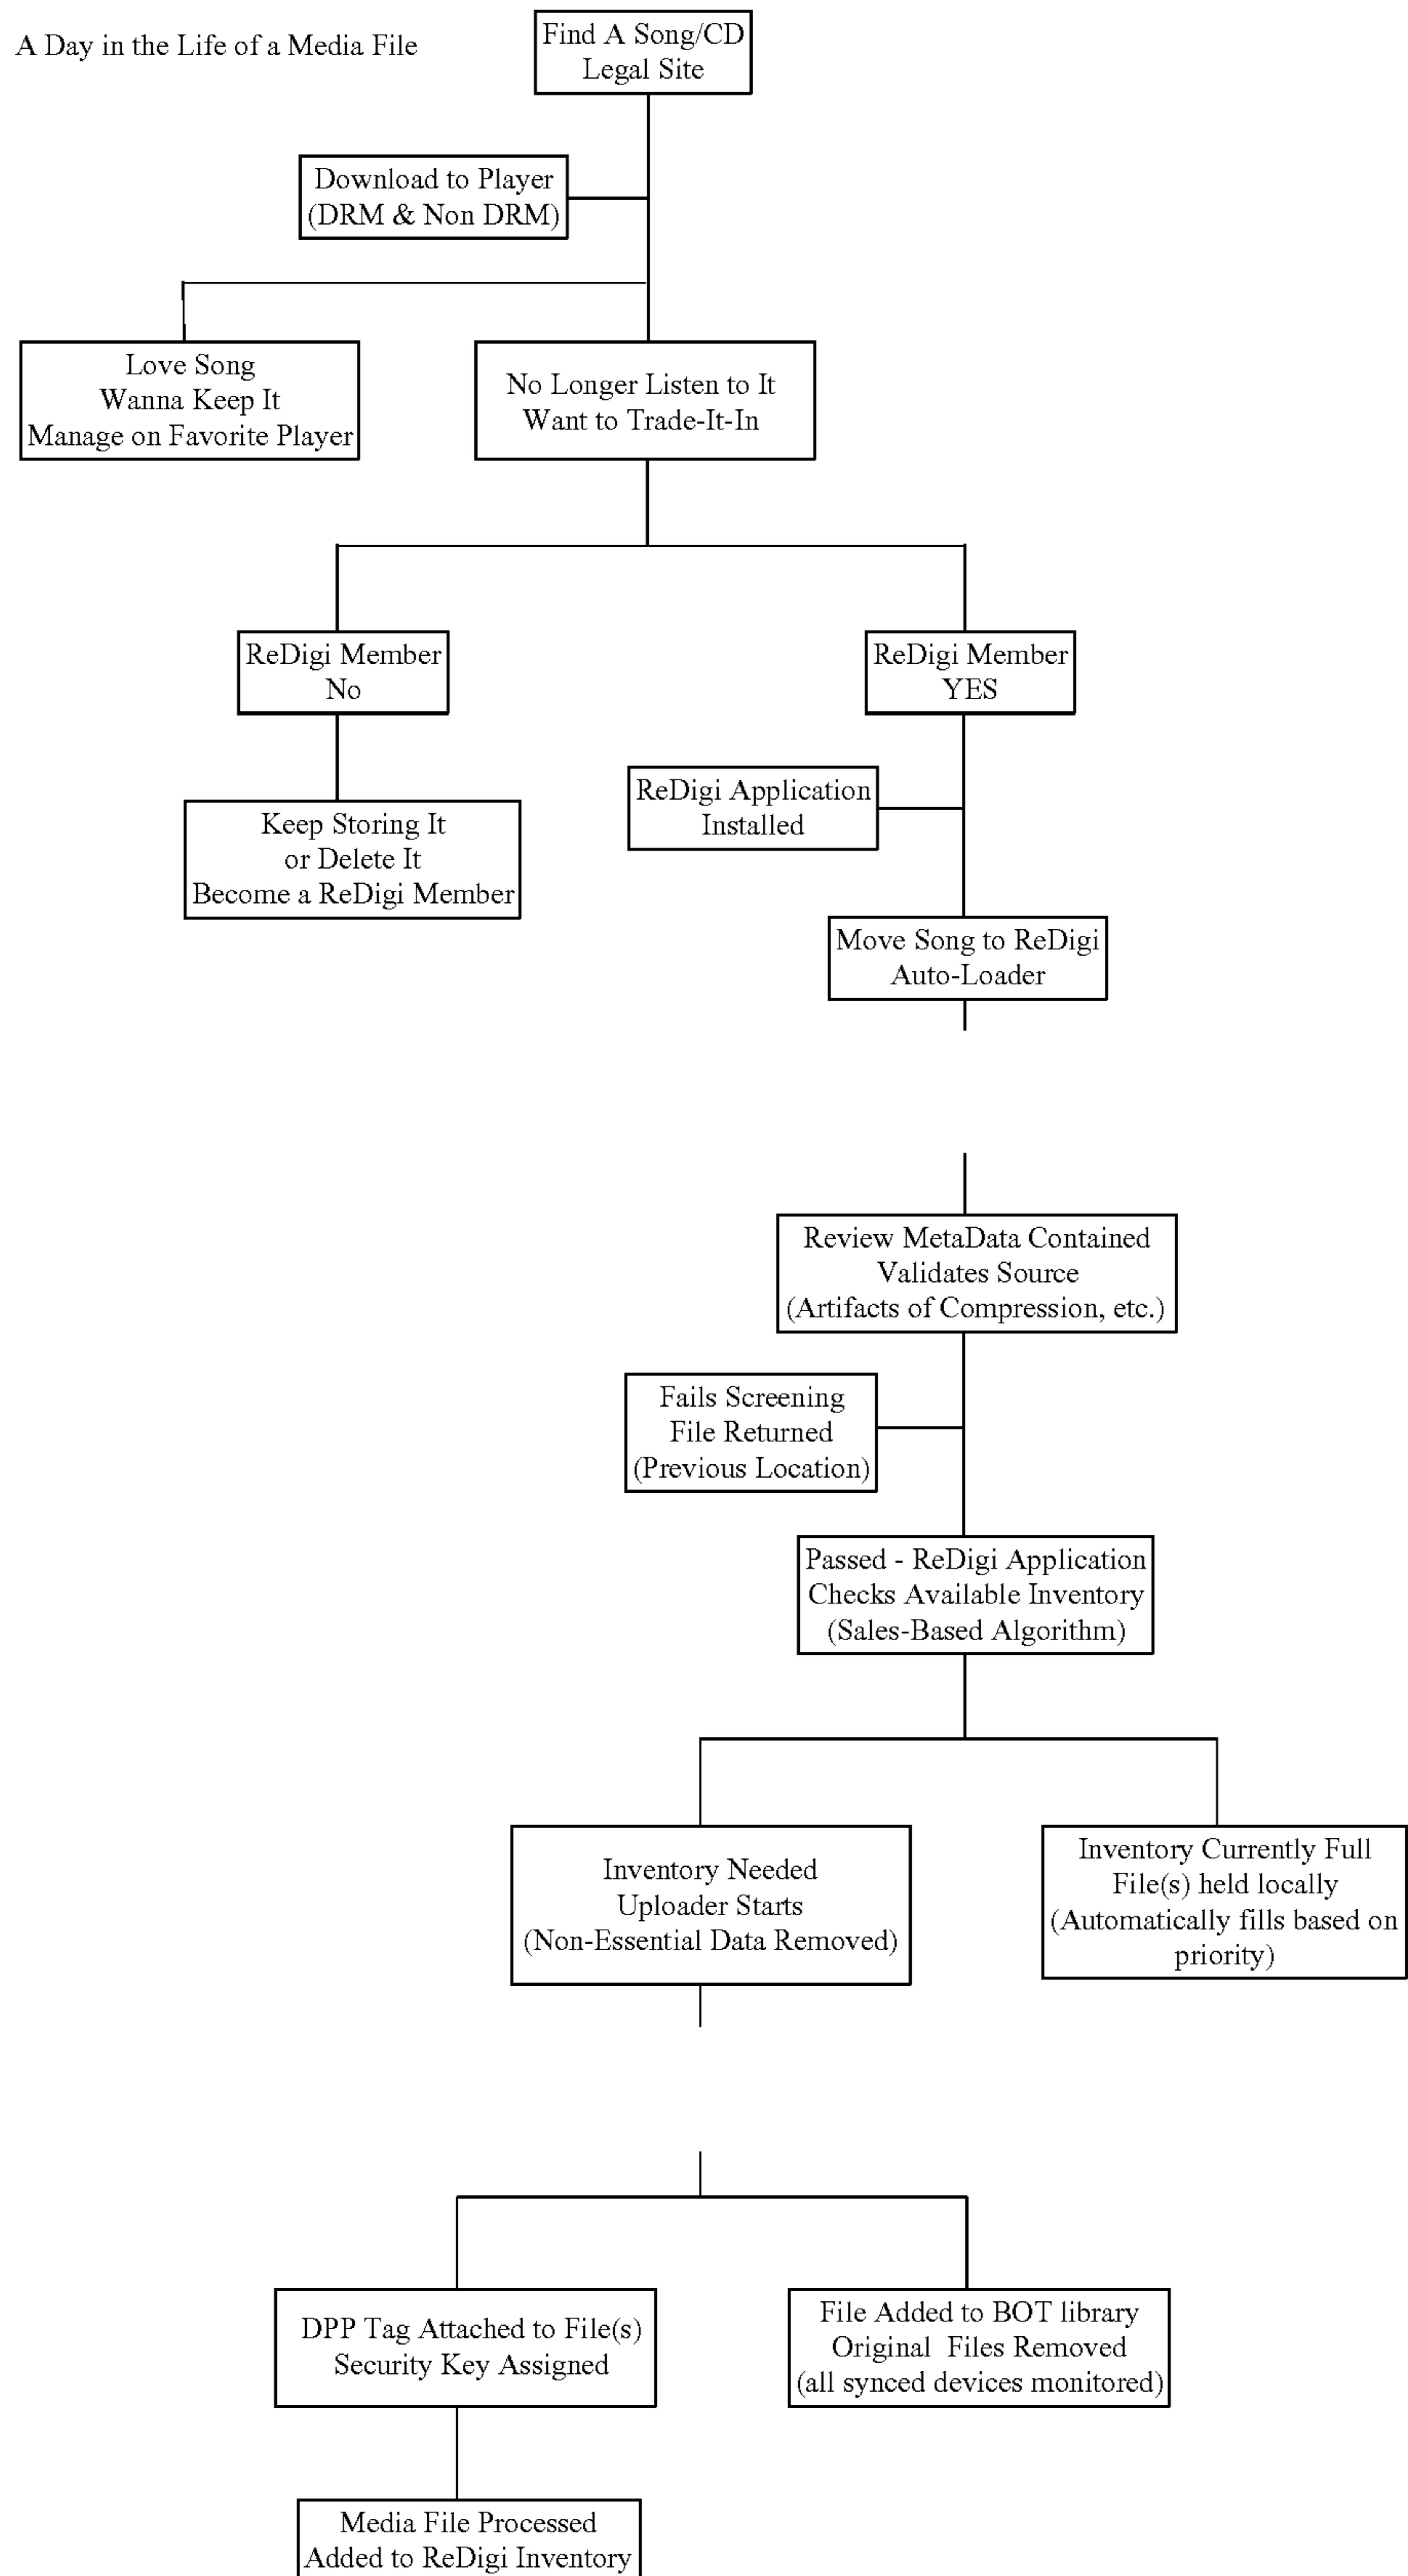 A Day in the Life of a Media File
Find A Song/CD
Legal Site
Download to Player
(DRM & Non DRM)
Love Song
Wanna Keep It
Manage on Favorite Player
No Longer Listen to It
Want to Trade-It-In
ReDigi Member
No
ReDigi Member
YES
ReDigi Application
Installed
Keep Storing It
or Delete It
Become a ReDigi Member
Move Song to ReDigi
Auto-Loader
Review MetaData Contained
Validates Source
(Artifacts of Compression, etc.)
Fails Screening
File Returned
(Previous Location)
Passed - ReDigi Application
Checks Available Inventory
(Sales-Based Algorithm)
Inventory Needed
Uploader Starts
(Non-Essential Data Removed)
Inventory Currently Full
File(s) held locally
(Automatically fills based on
priority)
DPP Tag Attached to File(s)
Security Key Assigned
File Added to BOT library
Original Files Removed
(all synced devices monitored)
Media File Processed
Added to ReDigi Inventory